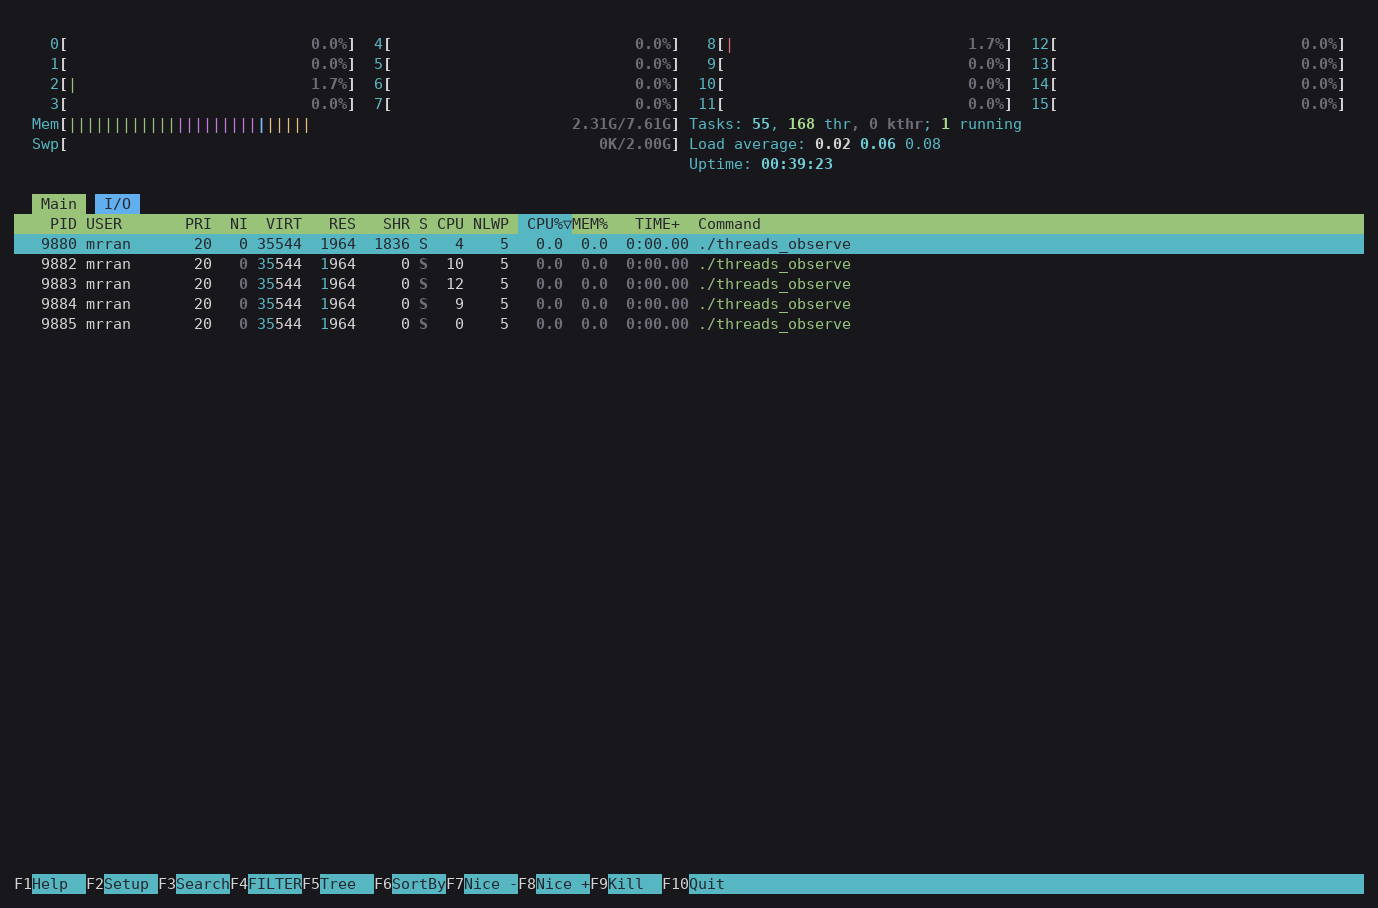 0[ 0.0%] 4[ 0.0%] 8[| 1.7%] 12[ 0.0%]
1[ 0.0%] 5[ 0.0%] 9[ 0.0%] 13[ 0.0%]
2[| 1.7%] 6[ 0.0%] 10[ 0.0%] 14[ 0.0%]
3[ 0.0%] 7[ 0.0%] 11[ 0.0%] 15[ 0.0%]
Mem[||||||||||||||||||||||||||| 2.31G/7.61G] Tasks: 55, 168 thr, 0 kthr; 1 running
Swp[ 0K/2.00G] Load average: 0.02 0.06 0.08
Uptime: 00:39:23
Main I/O
PID USER PRI NI VIRT RES SHR S CPU NLWP CPU%▽MEM% TIME+ Command
9880 mrran 20 0 35544 1964 1836 S 4 5 0.0 0.0 0:00.00 ./threads_observe
9882 mrran 20 0 35544 1964 0 S 10 5 0.0 0.0 0:00.00 ./threads_observe
9883 mrran 20 0 35544 1964 0 S 12 5 0.0 0.0 0:00.00 ./threads_observe
9884 mrran 20 0 35544 1964 0 S 9 5 0.0 0.0 0:00.00 ./threads_observe
9885 mrran 20 0 35544 1964 0 S 0 5 0.0 0.0 0:00.00 ./threads_observe
F1Help F2Setup F3SearchF4FILTERF5Tree F6SortByF7Nice -F8Nice +F9Kill F10Quit